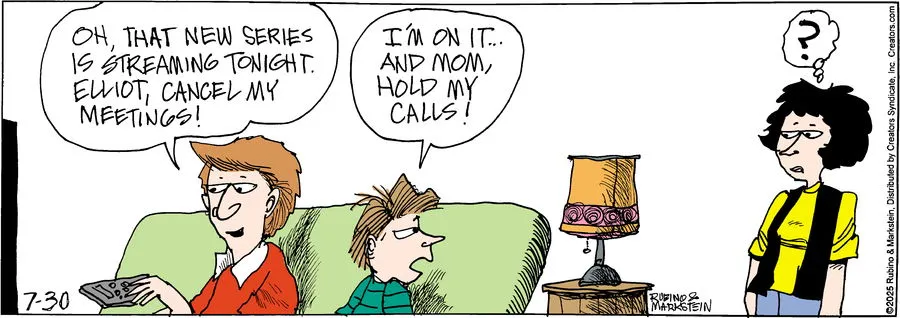 OH, THAT NEW SERIES
IS STREAMING TONIGHT.
ELLIOT, CANCEL MY
MEETINGS!
I'M ON IT...
AND MOM,
HOLD MY
CALLS!
?
7-30
RUBINO &
MARKSTEIN
©2025 Rubino & Markstein, Distributed by Creators Syndicate, Inc. Creators.com